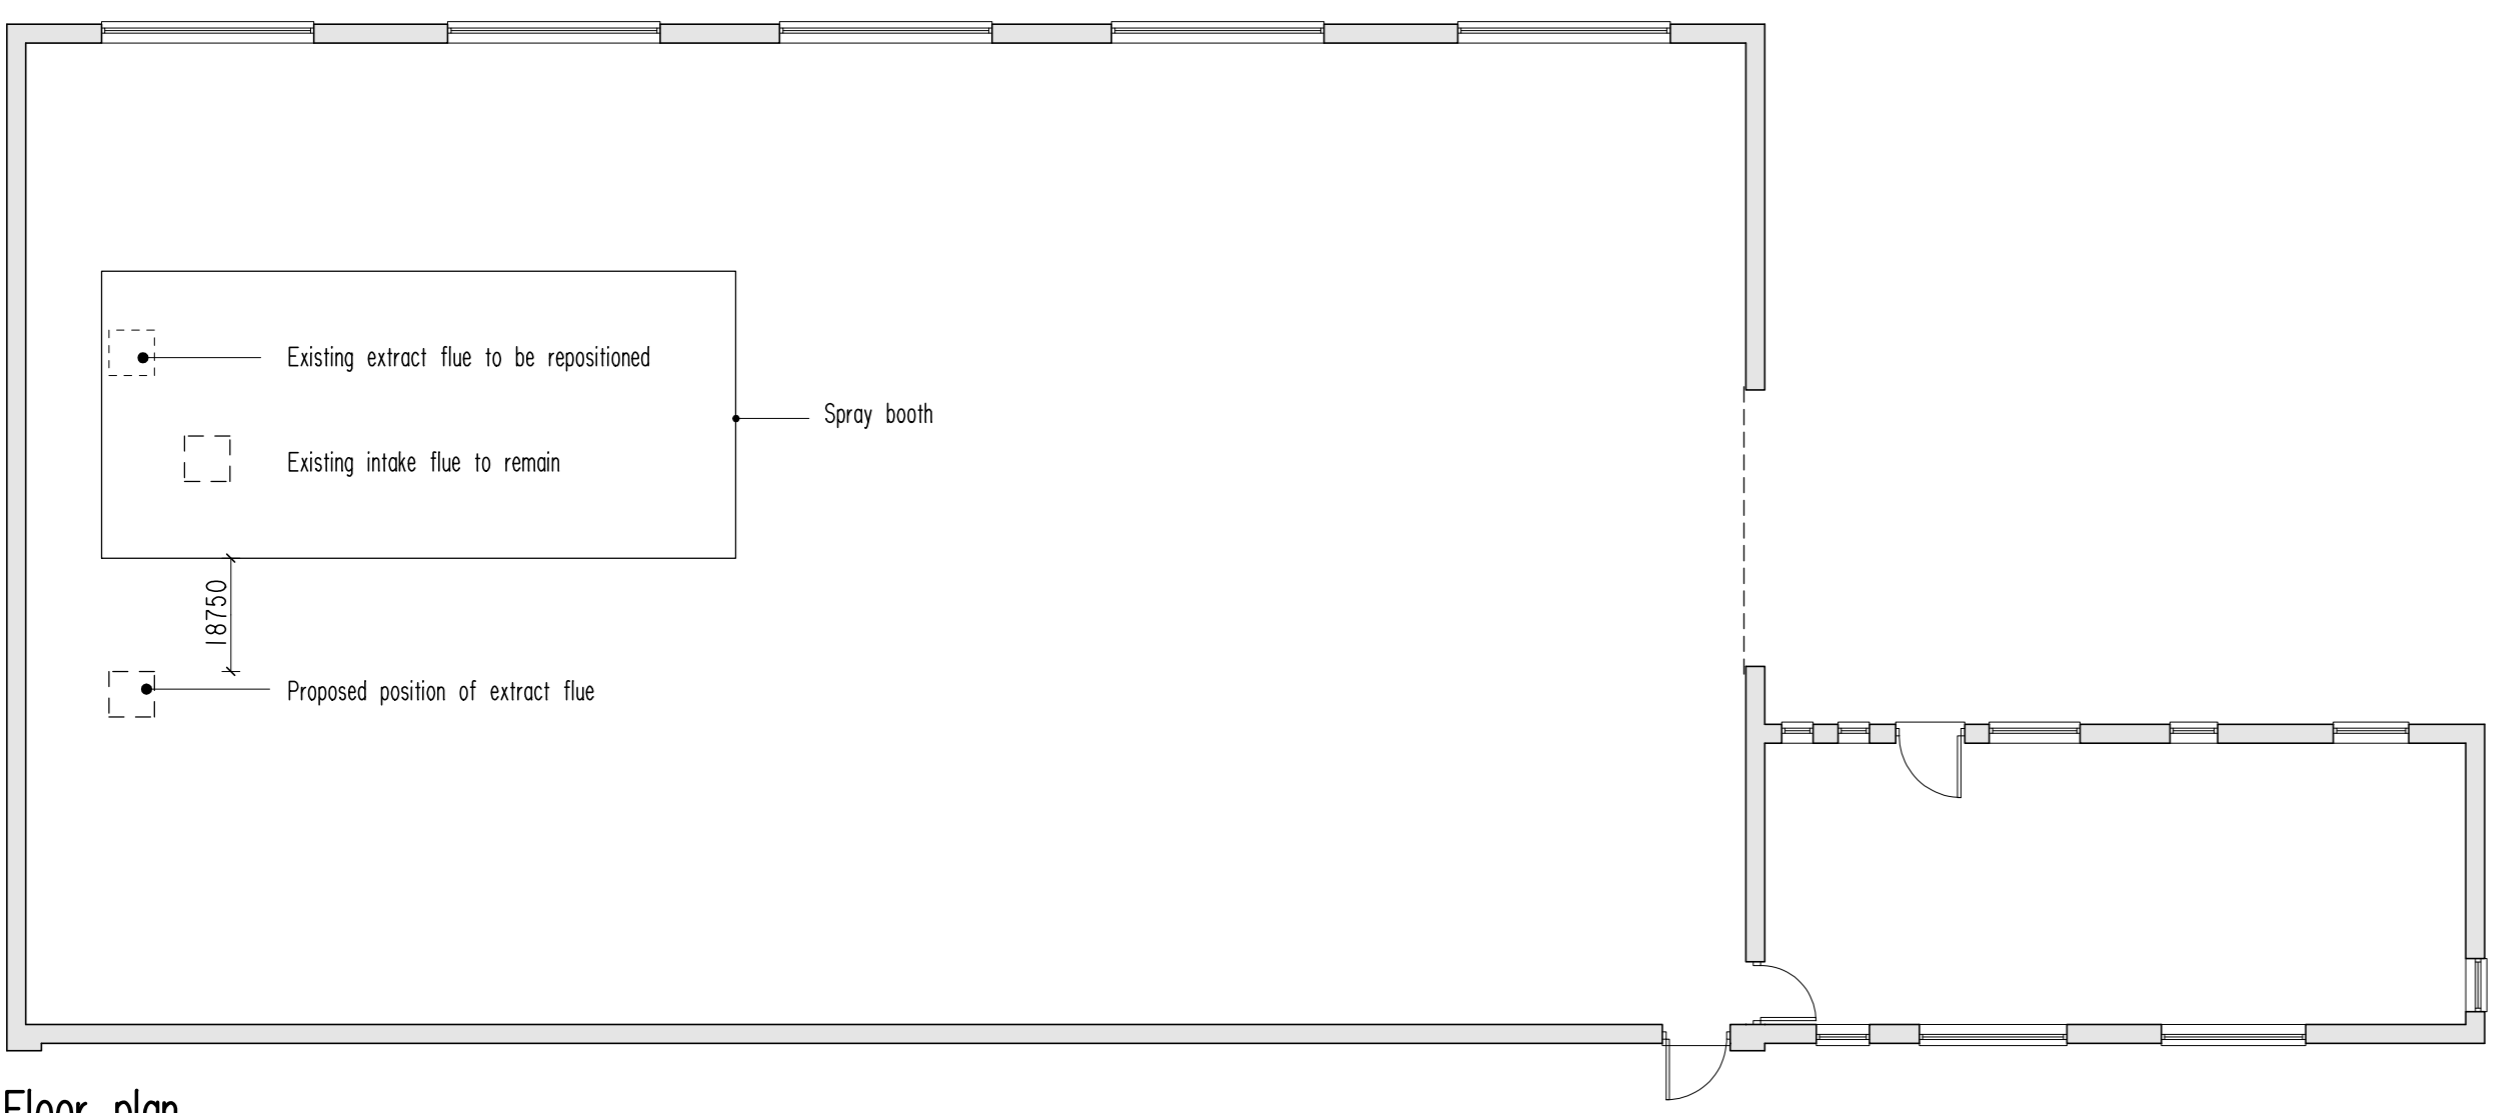 Existing extract flue to be repositioned
Spray booth
Existing intake flue to remain
18750
Proposed position of extract flue
Floor plan